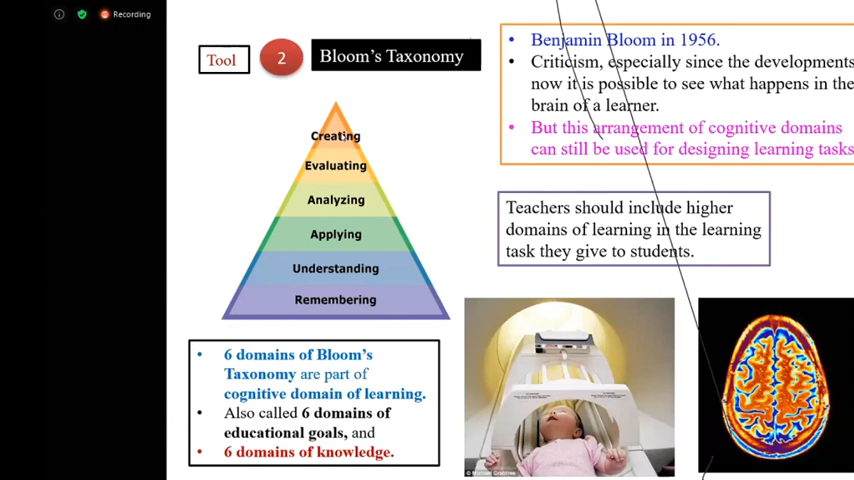 Recording
Tool
2
Bloom's Taxonomy
Creating
Evaluating
Analyzing
Applying
Understanding
Remembering
• 6 domains of Bloom's
Taxonomy are part of
cognitive domain of learning.
• Also called 6 domains of
educational goals, and
• 6 domains of knowledge.
• Benjamin Bloom in 1956.
• Criticism, especially since the developments
now it is possible to see what happens in the
brain of a learner.
• But this arrangement of cognitive domains
can still be used for designing learning tasks
Teachers should include higher
domains of learning in the learning
task they give to students.
© Michael Crabtree